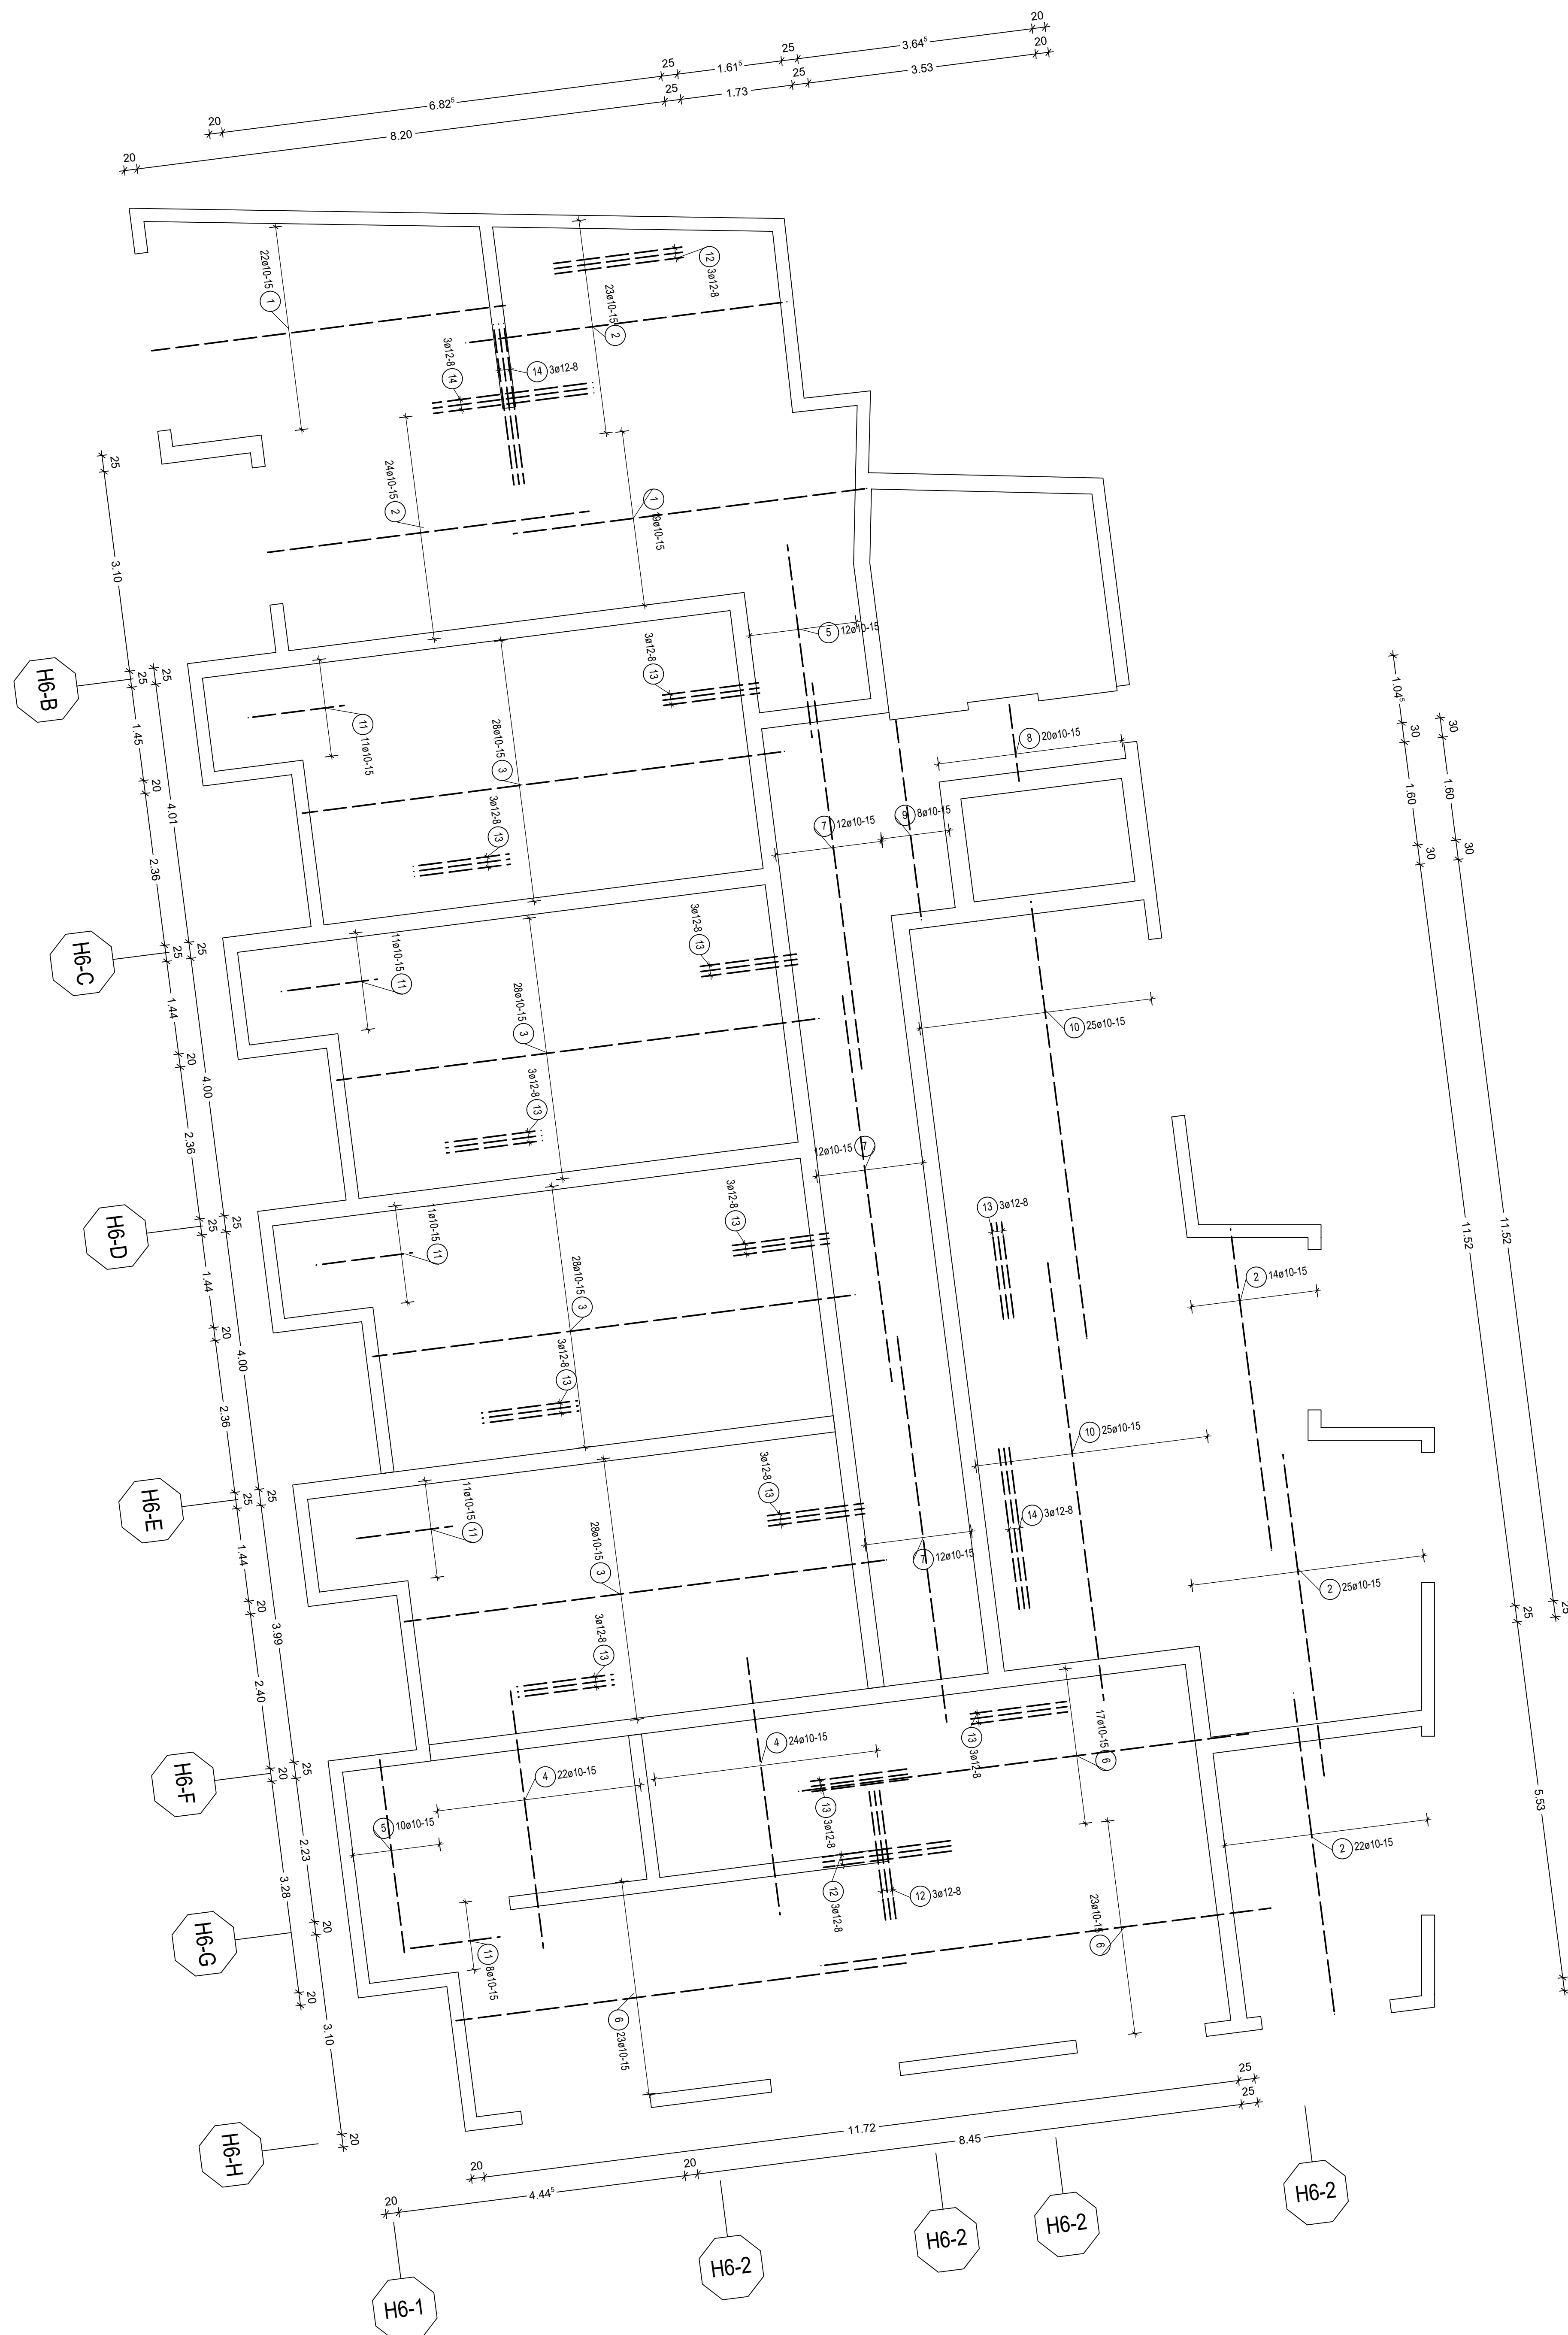 20
3.64⁵
25
1.61⁵
25
6.82⁵
20
20
3.53
25
1.73
25
8.20
20
22ø10-15 1
12 3ø12-8
23ø10-15 2
3ø12-8 14
14 3ø12-8
24ø10-15 2
1 19ø10-15
25
3.10
25
1.45
20
2.36
25
1.44
20
2.36
25
1.44
20
2.36
25
1.44
20
2.40
20
3.28
20
25
4.01
25
4.00
25
4.00
25
3.99
25
2.23
20
3.10
20
H6-B
H6-C
H6-D
H6-E
H6-F
H6-G
H6-H
5 12ø10-15
3ø12-8 13
11 11ø10-15
28ø10-15 3
3ø12-8 13
8 20ø10-15
7 12ø10-15
9 8ø10-15
3ø12-8 13
11ø10-15 11
28ø10-15 3
10 25ø10-15
3ø12-8 13
12ø10-15 7
3ø12-8 13
11ø10-15 11
13 3ø12-8
28ø10-15 3
2 14ø10-15
3ø12-8 13
10 25ø10-15
3ø12-8 13
11ø10-15 11
14 3ø12-8
28ø10-15 3
7 12ø10-15
2 25ø10-15
3ø12-8 13
4 24ø10-15
13 3ø12-8
17ø10-15 6
4 22ø10-15
13 3ø12-8
5 10ø10-15
2 22ø10-15
12 3ø12-8
12 3ø12-8
11 8ø10-15
23ø10-15 6
6 23ø10-15
1.04⁵
30
1.60
30
11.52
25
5.53
30
1.60
30
11.52
25
25
11.72
20
25
8.45
20
4.44⁵
20
H6-1
H6-2
H6-2
H6-2
H6-2